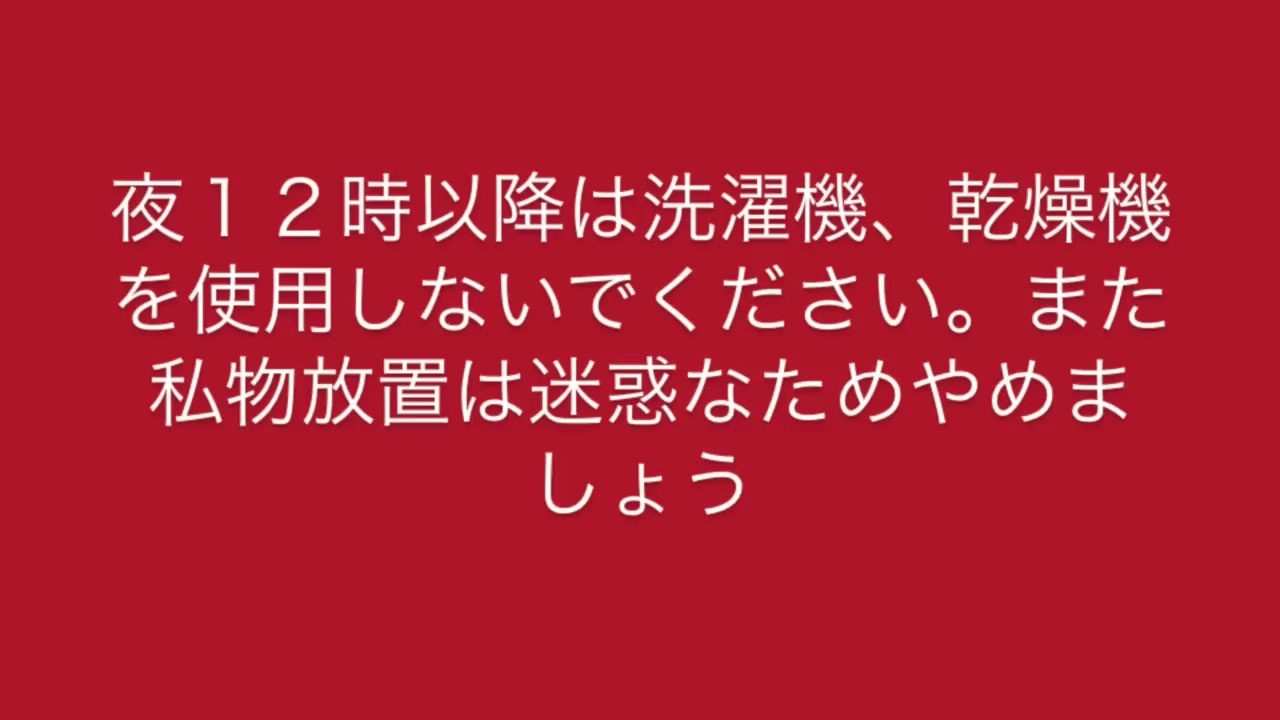 夜１２時以降は洗濯機、乾燥機
を使用しないでください。また
私物放置は迷惑なためやめま
しょう